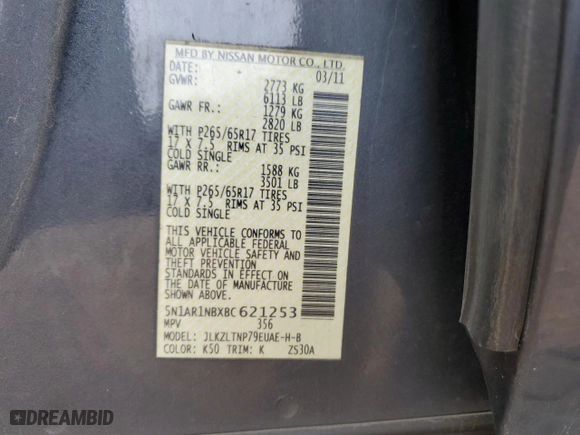 MFD BY NISSAN MOTOR CO., LTD.
DATE: 03/11
GVWR: 2773 KG
6113 LB
GAWR FR.: 1279 KG
2820 LB
WITH P265/65R17 TIRES
17 X 7.5 RIMS AT 35 PSI
COLD SINGLE
GAWR RR.: 1588 KG
3501 LB
WITH P265/65R17 TIRES
17 X 7.5 RIMS AT 35 PSI
COLD SINGLE
THIS VEHICLE CONFORMS TO
ALL APPLICABLE FEDERAL
MOTOR VEHICLE SAFETY AND
THEFT PREVENTION
STANDARDS IN EFFECT ON
THE DATE OF MANUFACTURE
SHOWN ABOVE.
5N1AR1NBXBC621253
MPV 356
MODEL: JLKZLTNP79EUAE-H-B
COLOR: K50 TRIM: K ZS30A
DREAMBID